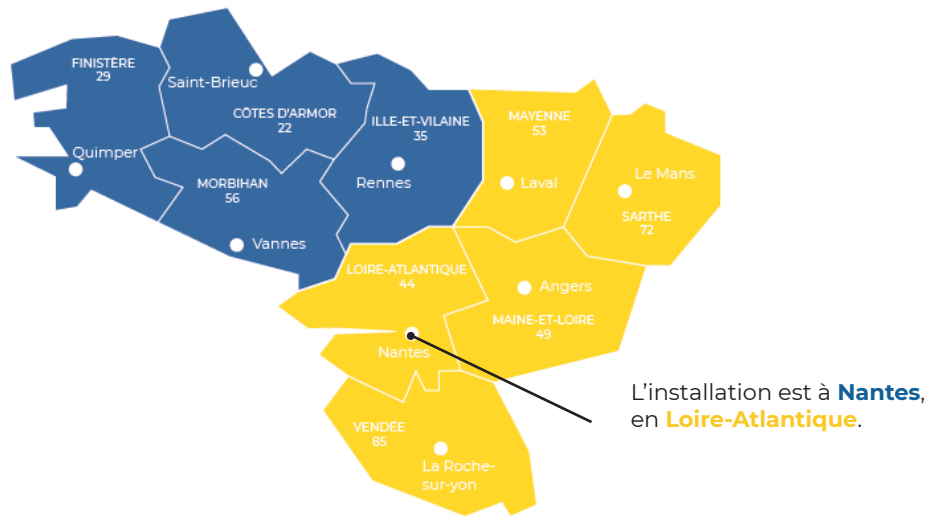 FINISTÈRE
29
Saint-Brieuc
CÔTES D'ARMOR
22
ILLE-ET-VILAINE
35
MAYENNE
53
Quimper
MORBIHAN
56
Rennes
Laval
Le Mans
SARTHE
72
Vannes
LOIRE-ATLANTIQUE
44
Angers
MAINE-ET-LOIRE
49
Nantes
VENDÉE
85
La Roche-
sur-yon
L'installation est à Nantes,
en Loire-Atlantique.